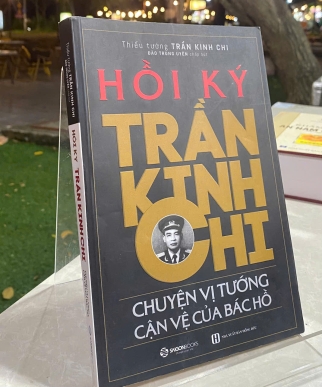 Thiếu tướng TRẦN KINH CHI
HỒI KÝ
TRẦN
KINH
CHI
CHUYỆN VỊ TƯỚNG
CẬN VỆ CỦA BÁC HỒ
SAIGONBOOKS
HỒI KÝ TRẦN KINH CHI